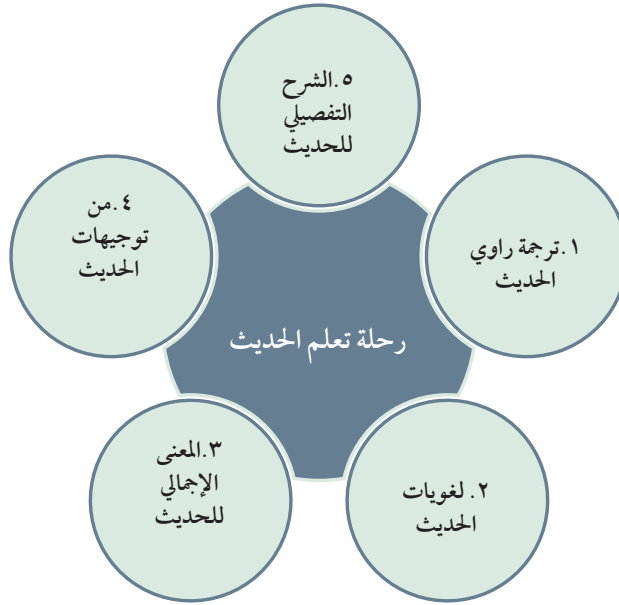 رحلة تعلم الحديث
١.ترجمة راوي
الحديث
٢. لغويات
الحديث
٣.المعنى
الإجمالي
للحديث
٤.من
توجيهات
الحديث
٥.الشرح
التفصيلي
للحديث